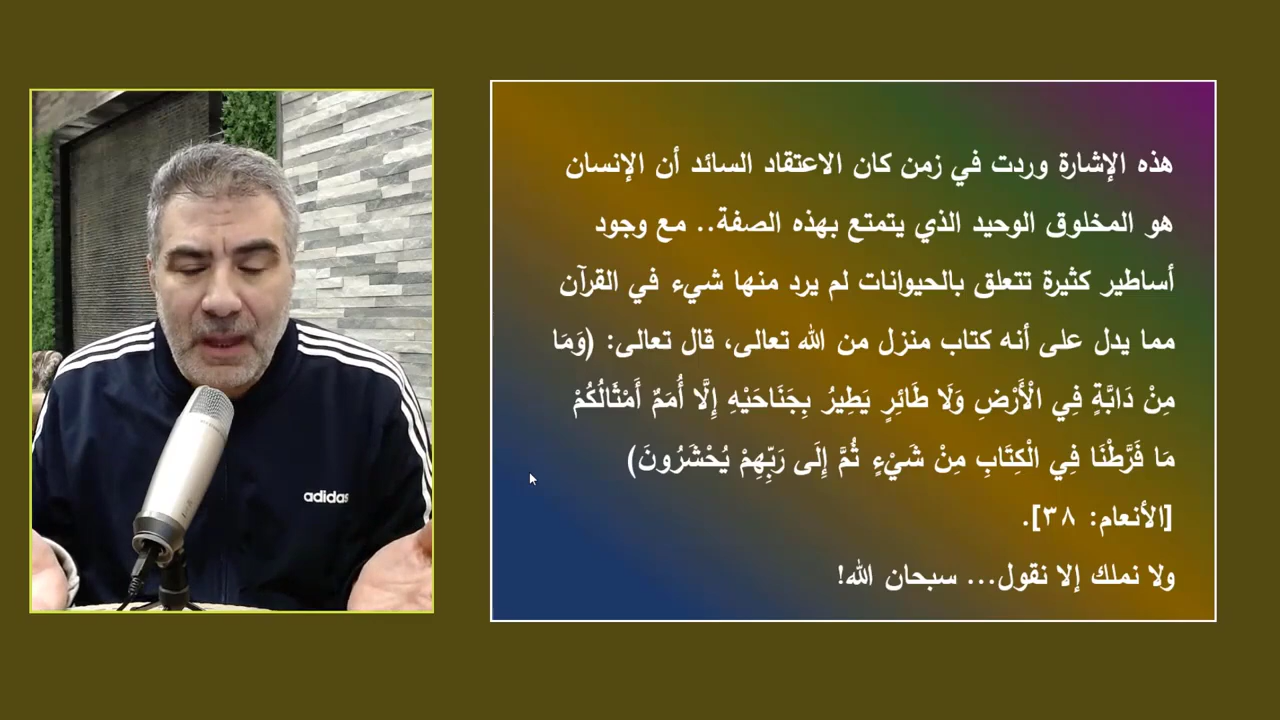 هذه الإشارة وردت في زمن كان الاعتقاد السائد أن الإنسان
هو المخلوق الوحيد الذي يتمتع بهذه الصفة.. مع وجود
أساطير كثيرة تتعلق بالحيوانات لم يرد منها شيء في القرآن
مما يدل على أنه كتاب منزل من الله تعالى، قال تعالى: (وَمَا
مِنْ دَابَّةٍ فِي الْأَرْضِ وَلَا طَائِرٍ يَطِيرُ بِجَنَاحَيْهِ إِلَّا أُمَمٌ أَمْثَالُكُمْ
مَا فَرَّطْنَا فِي الْكِتَابِ مِنْ شَيْءٍ ثُمَّ إِلَى رَبِّهِمْ يُحْشَرُونَ)
[الأنعام: ٣٨].
ولا نملك إلا نقول... سبحان الله!
adidas